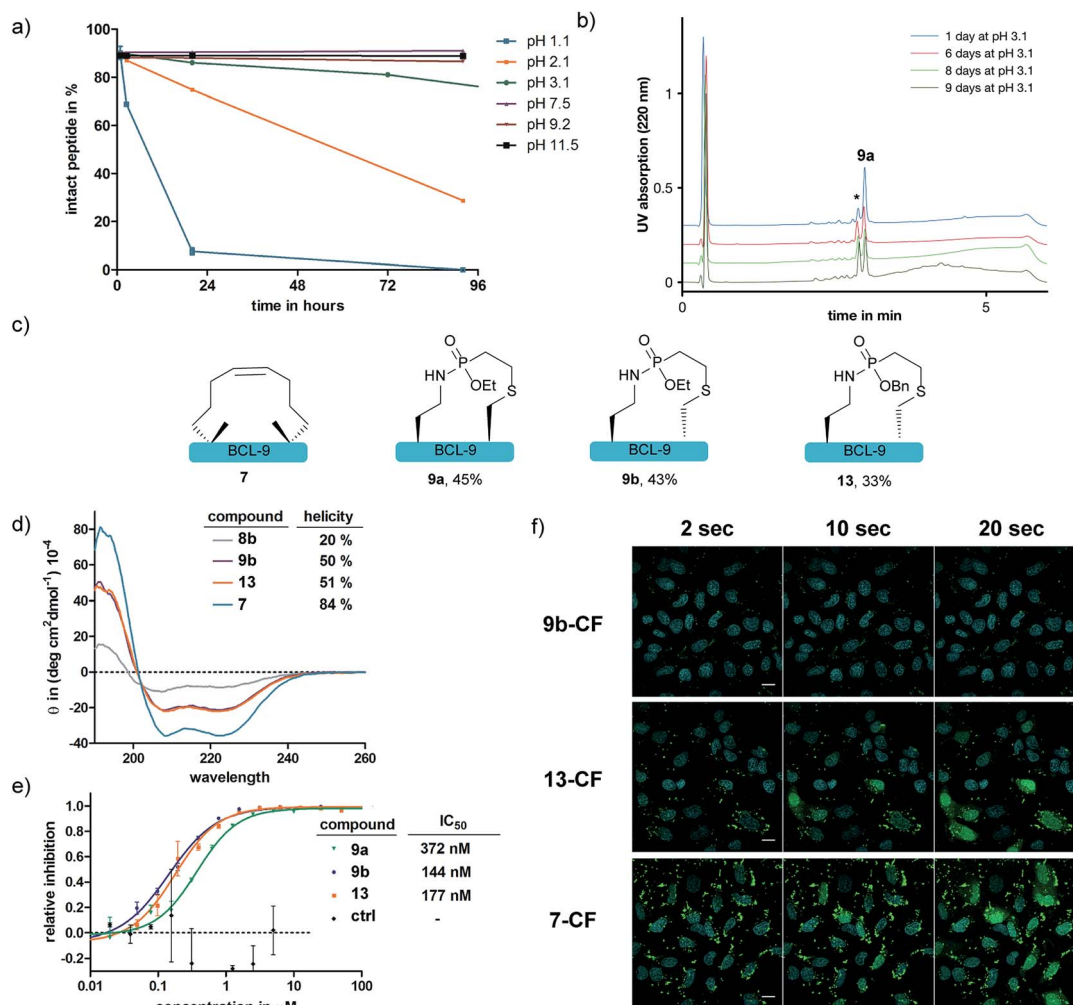 a)
100
80
60
40
20
0
intact peptide in %
0
24
48
72
96
time in hours
pH 1.1
pH 2.1
pH 3.1
pH 7.5
pH 9.2
pH 11.5
b)
UV absorption (220 nm)
1
0.5
0
0
5
time in min
1 day at pH 3.1
6 days at pH 3.1
8 days at pH 3.1
9 days at pH 3.1
9a
*
c)
BCL-9
7
O
HN
P
OEt
S
BCL-9
9a, 45%
O
HN
P
OEt
S
BCL-9
9b, 43%
O
HN
P
OBn
S
BCL-9
13, 33%
d)
θ in (deg cm²dmol⁻¹) 10⁻⁴
80
60
40
20
0
-20
-40
200
220
240
260
wavelength
compound helicity
8b 20 %
9b 50 %
13 51 %
7 84 %
e)
relative inhibition
1.0
0.8
0.6
0.4
0.2
0.0
-0.2
0.01
0.1
1
10
100
compound IC₅₀
9a 372 nM
9b 144 nM
13 177 nM
ctrl -
concentration in
M
f)
2 sec 10 sec 20 sec
9b-CF
13-CF
7-CF